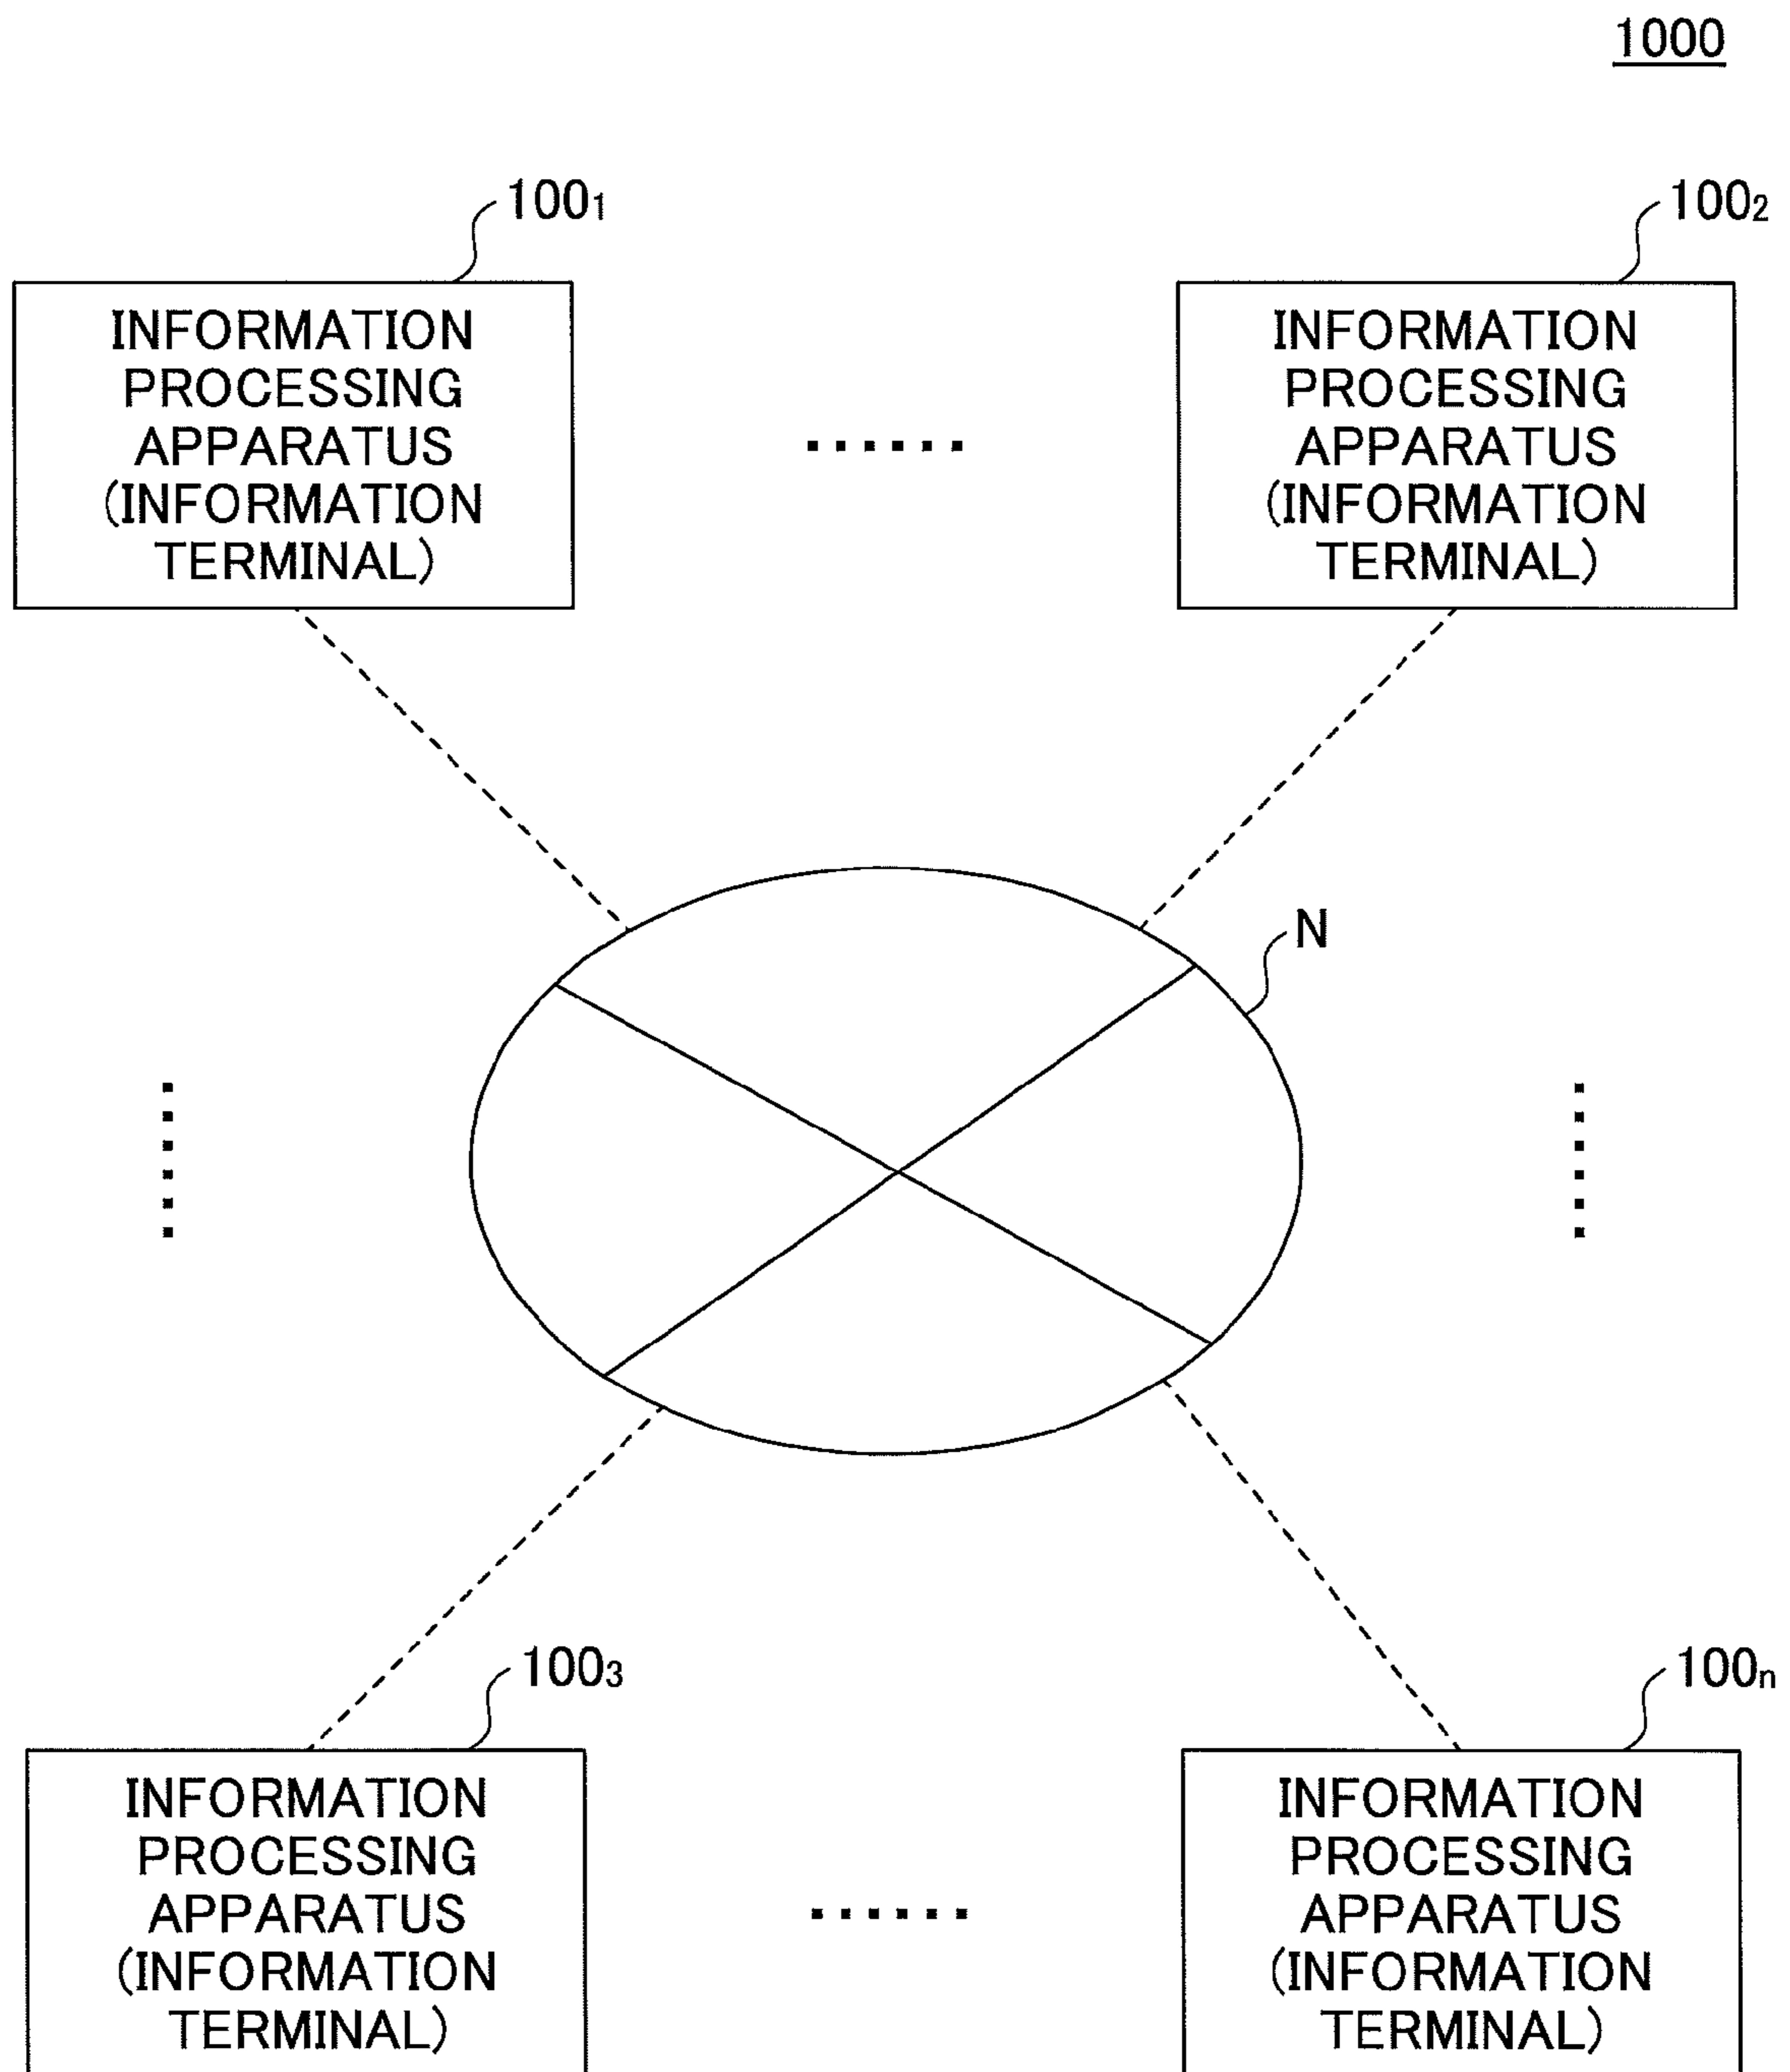 1000
100₁
100₂
INFORMATION
PROCESSING
APPARATUS
(INFORMATION
TERMINAL)
INFORMATION
PROCESSING
APPARATUS
(INFORMATION
TERMINAL)
N
100₃
100ₙ
INFORMATION
PROCESSING
APPARATUS
(INFORMATION
TERMINAL)
INFORMATION
PROCESSING
APPARATUS
(INFORMATION
TERMINAL)